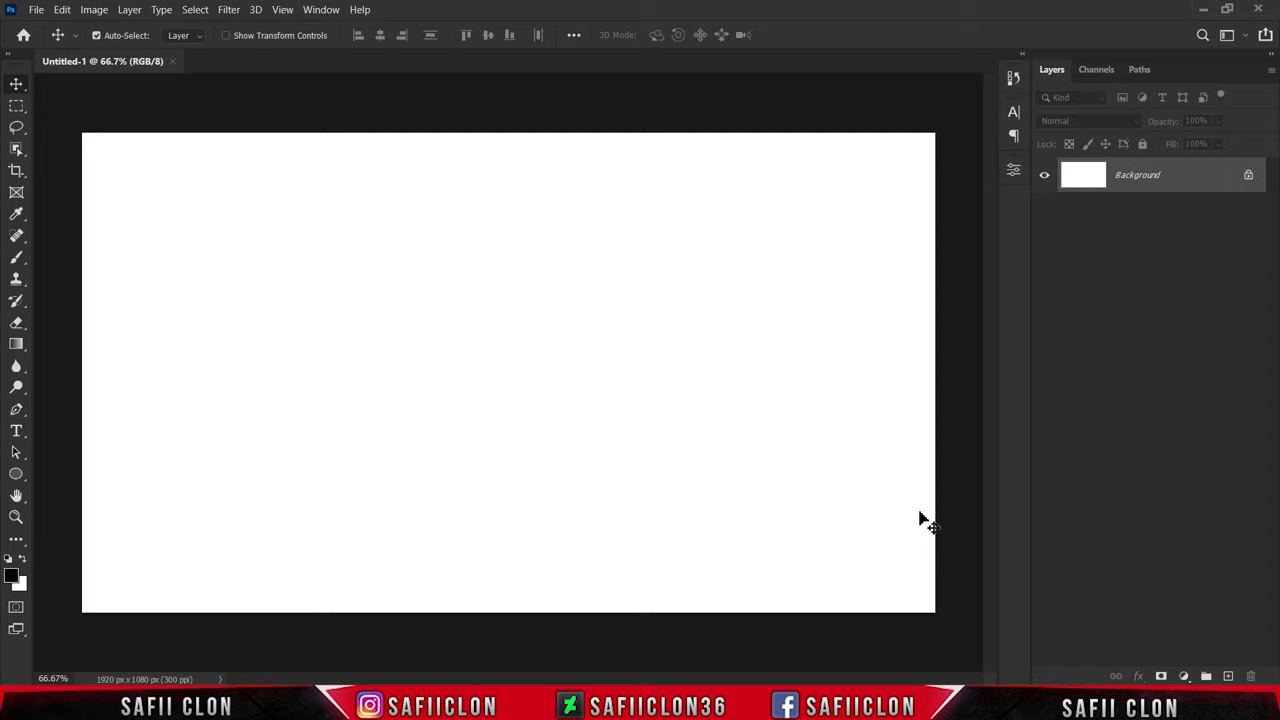 Ps File Edit Image Layer Type Select Filter 3D View Window Help
Auto-Select: Layer Show Transform Controls 3D Mode:
Untitled-1 @ 66.7% (RGB/8)
Layers Channels Paths
Kind
Normal Opacity: 100%
Lock: Fill: 100%
Background
66.67% 1920 px x 1080 px (300 ppi)
SAFII CLON SAFIICLON SAFIICLON36 SAFIICLON SAFII CLON